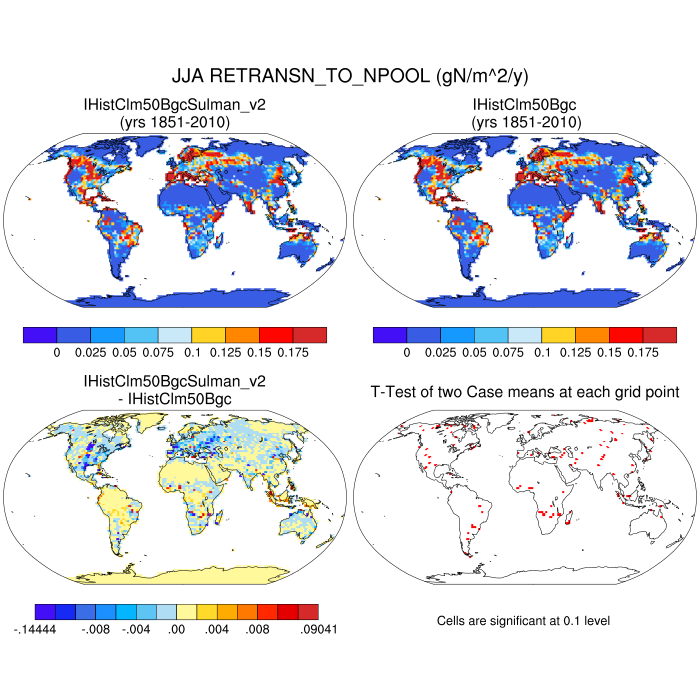 JJA RETRANSN_TO_NPOOL (gN/m^2/y)
IHistClm50BgcSulman_v2
(yrs 1851-2010)
IHistClm50Bgc
(yrs 1851-2010)
0 0.025 0.05 0.075 0.1 0.125 0.15 0.175
0 0.025 0.05 0.075 0.1 0.125 0.15 0.175
IHistClm50BgcSulman_v2
- IHistClm50Bgc
T-Test of two Case means at each grid point
-.14444 -.008 -.004 .00 .004 .008 .09041
Cells are significant at 0.1 level